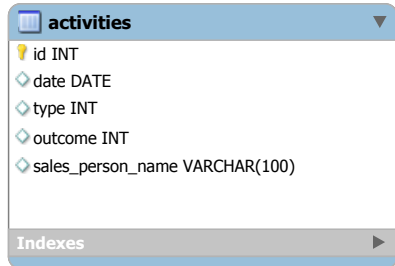 activities
id INT
date DATE
type INT
outcome INT
sales_person_name VARCHAR(100)
Indexes